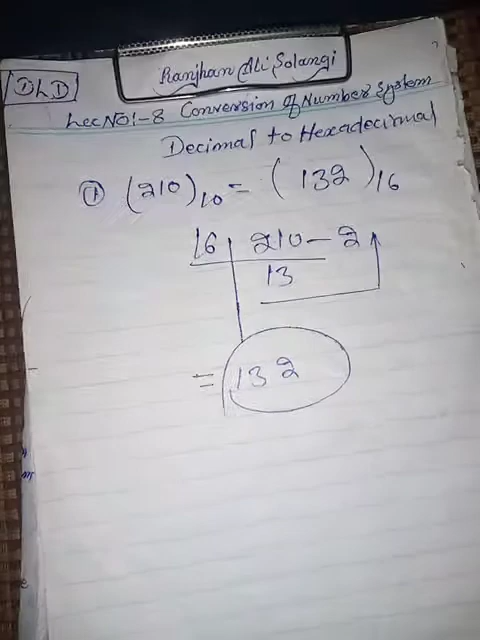 Ranjhan Ali Solangi
DLD
Lec NO:-8 Conversion of Number System
Decimal to Hexadecimal
① (210)10 = (132)16
16 | 210 - 2
13
= 132